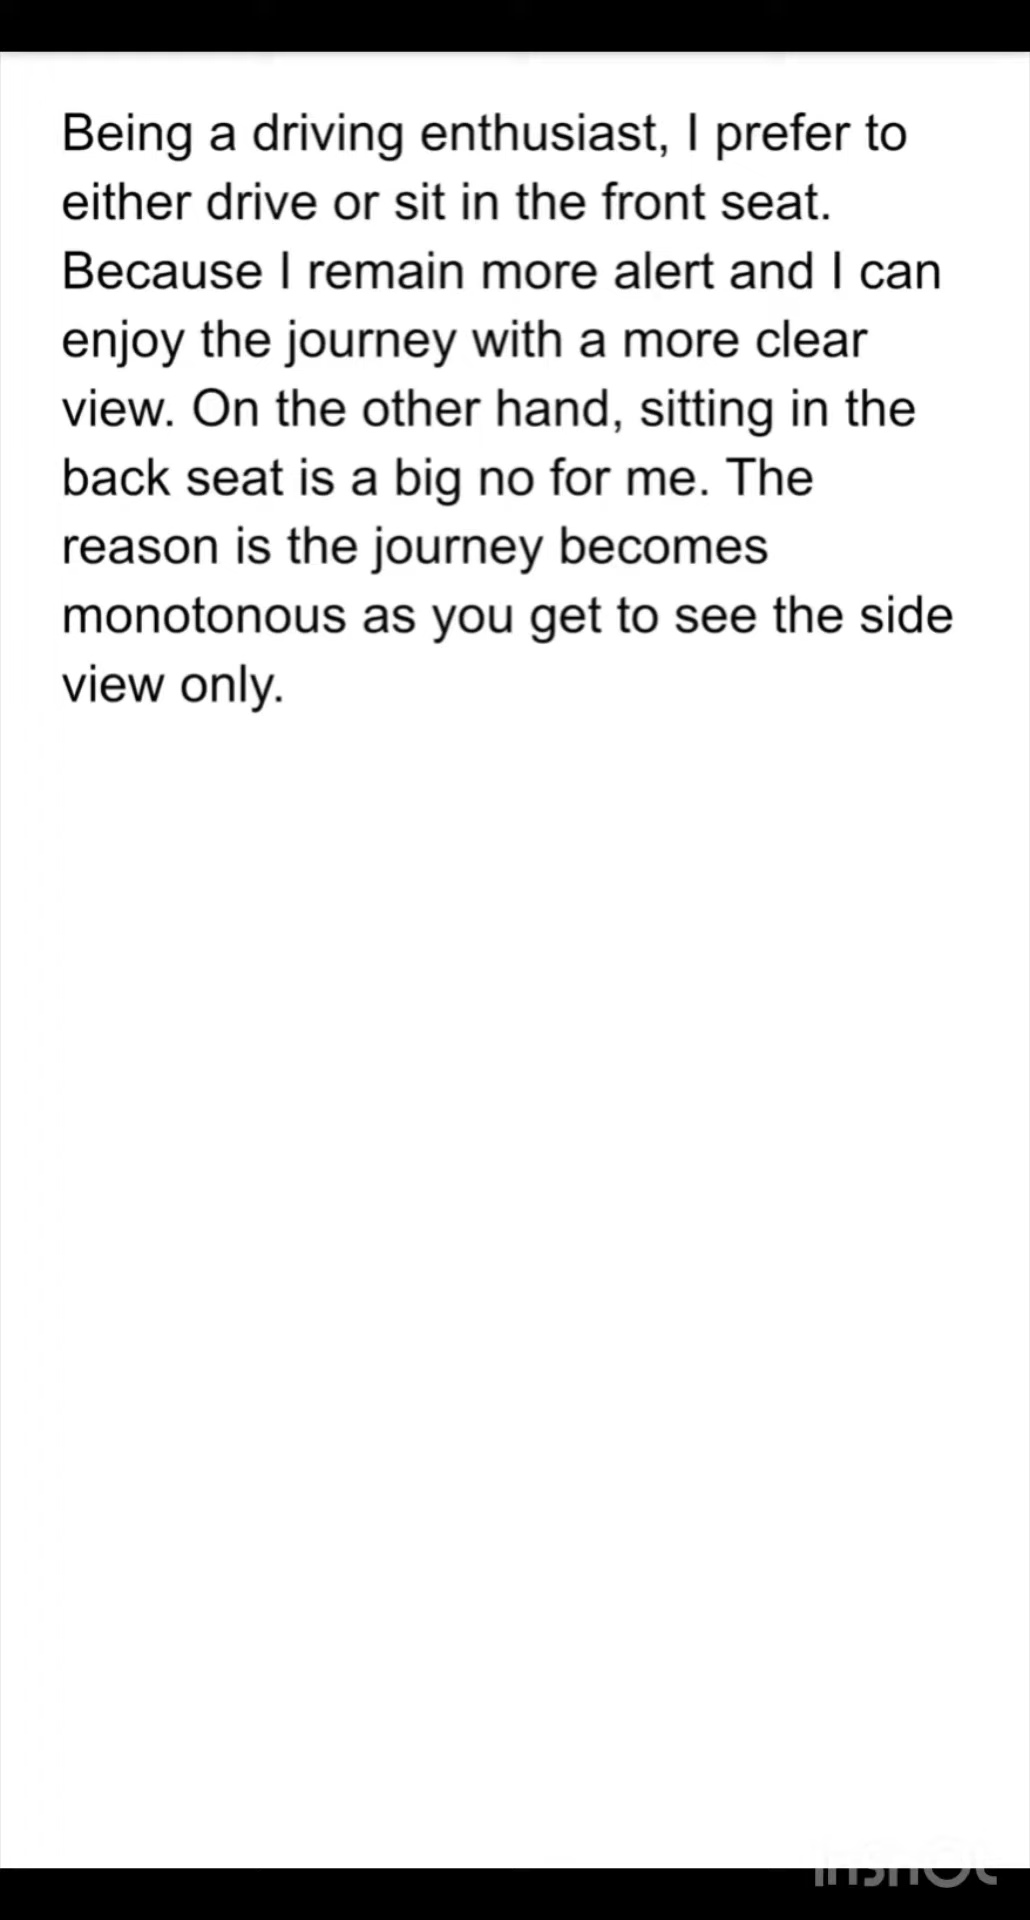 Being a driving enthusiast, I prefer to
either drive or sit in the front seat.
Because I remain more alert and I can
enjoy the journey with a more clear
view. On the other hand, sitting in the
back seat is a big no for me. The
reason is the journey becomes
monotonous as you get to see the side
view only.
InShOt